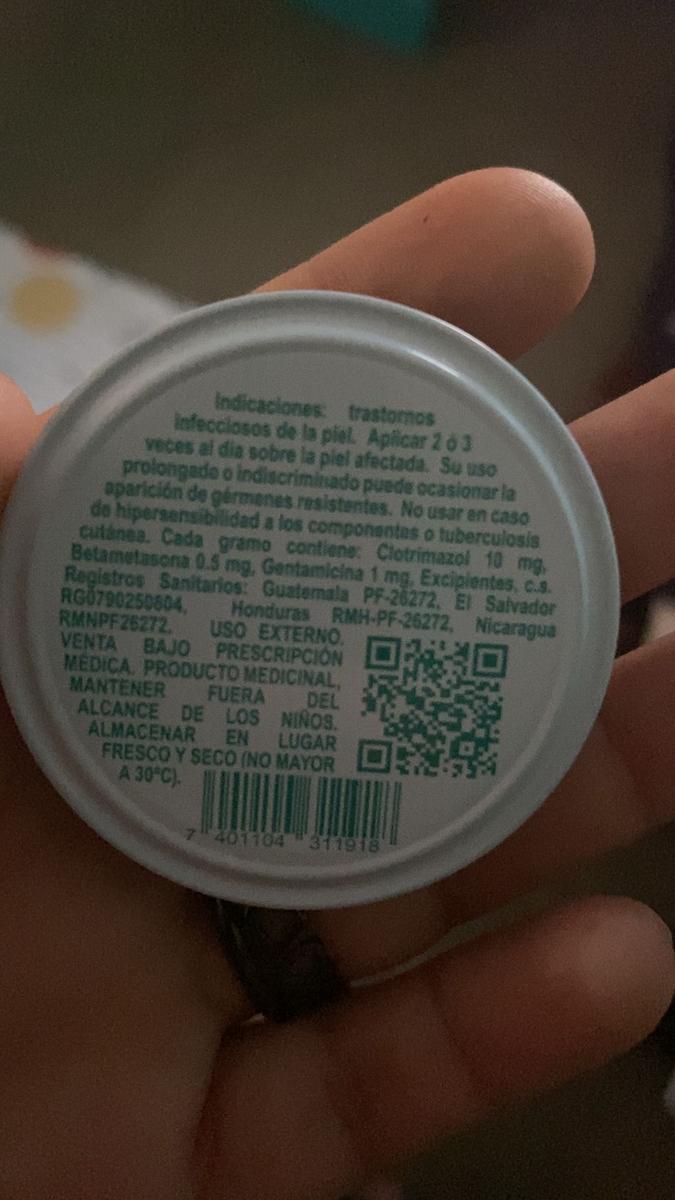 Indicaciones: trastornos
infecciosos de la piel. Aplicar 2 ó 3
veces al día sobre la piel afectada. Su uso
prolongado o indiscriminado puede ocasionar la
aparición de gérmenes resistentes. No usar en caso
de hipersensibilidad a los componentes o tuberculosis
cutánea. Cada gramo contiene: Clotrimazol 10 mg,
Betametasona 0.5 mg, Gentamicina 1 mg, Excipientes, c.s.
Registros Sanitarios: Guatemala PF-26272, El Salvador
RG0790250604, Honduras RMH-PF-26272, Nicaragua
RMNPF26272. USO EXTERNO.
VENTA BAJO PRESCRIPCIÓN
MÉDICA. PRODUCTO MEDICINAL,
MANTENER FUERA DEL
ALCANCE DE LOS NIÑOS.
ALMACENAR EN LUGAR
FRESCO Y SECO (NO MAYOR
A 30°C).
7 401104 311918